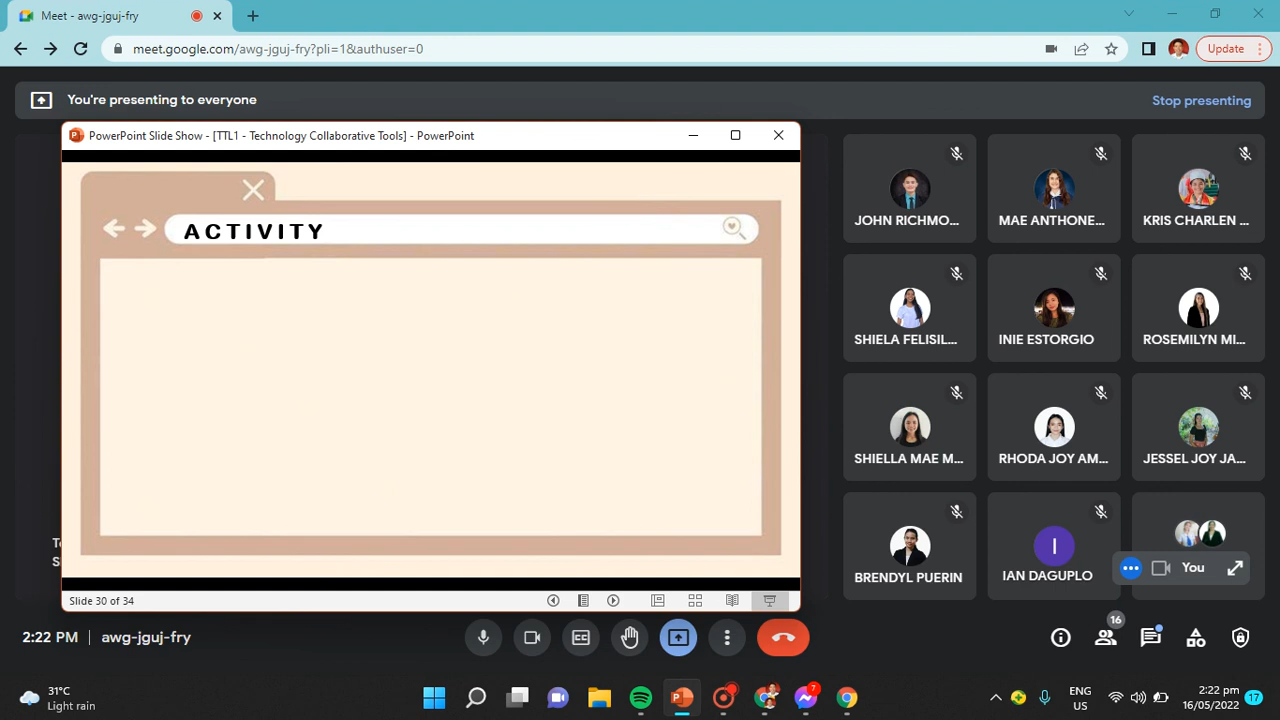 Meet - awg-jguj-fry
meet.google.com/awg-jguj-fry?pli=1&authuser=0
Update
You're presenting to everyone
Stop presenting
PowerPoint Slide Show - [TTL1 - Technology Collaborative Tools] - PowerPoint
ACTIVITY
JOHN RICHMO...
MAE ANTHONE...
KRIS CHARLEN ...
SHIELA FELISIL...
INIE ESTORGIO
ROSEMILYN MI...
SHIELLA MAE M...
RHODA JOY AM...
JESSEL JOY JA...
BRENDYL PUERIN
I
IAN DAGUPLO
You
Slide 30 of 34
2:22 PM
awg-jguj-fry
CC
16
31°C
Light rain
7
ENG
US
2:22 pm
16/05/2022
17